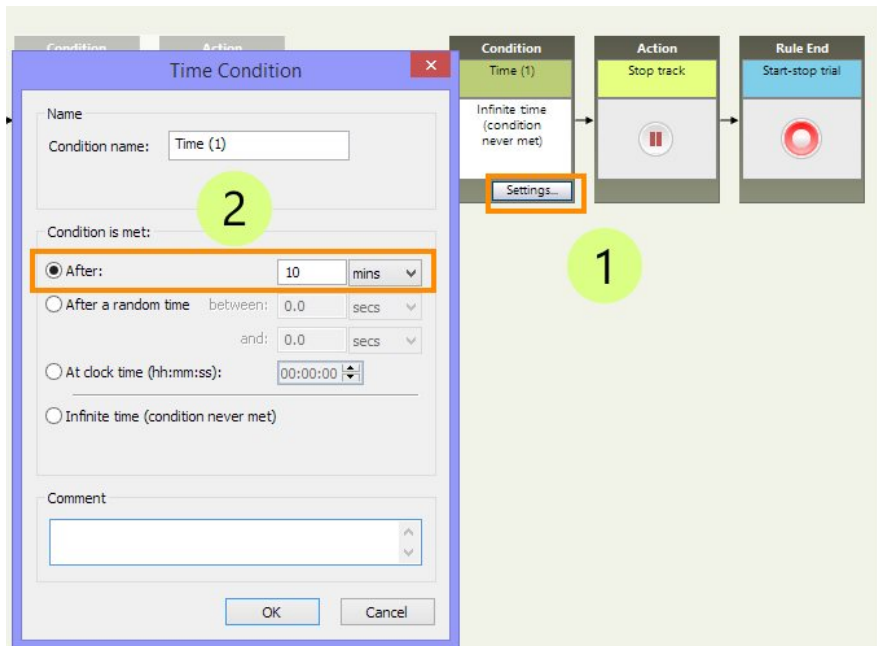 Condition Action
Condition Action Rule End
Time (1) Stop track Start-stop trial
Infinite time
(condition
never met)
Settings...
1
Time Condition
Name
Condition name: Time (1)
2
Condition is met:
After: 10 mins
After a random time between: 0.0 secs
and: 0.0 secs
At clock time (hh:mm:ss): 00:00:00
Infinite time (condition never met)
Comment
OK Cancel